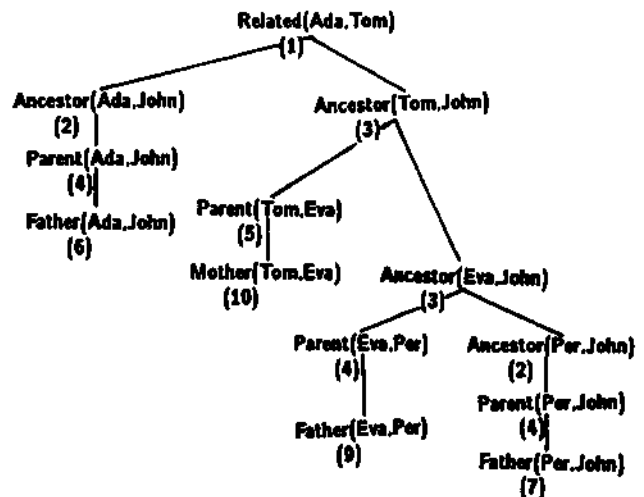 Related(Ada,Tom)
(1)
Ancestor(Ada,John)
(2)
Ancestor(Tom,John)
(3)
Parent(Ada,John)
(4)
Father(Ada,John)
(6)
Parent(Tom,Eva)
(5)
Mother(Tom,Eva)
(10)
Ancestor(Eva,John)
(3)
Parent(Eva,Per)
(4)
Ancestor(Per,John)
(2)
Parent(Per,John)
(4)
Father(Eva,Per)
(9)
Father(Per,John)
(7)